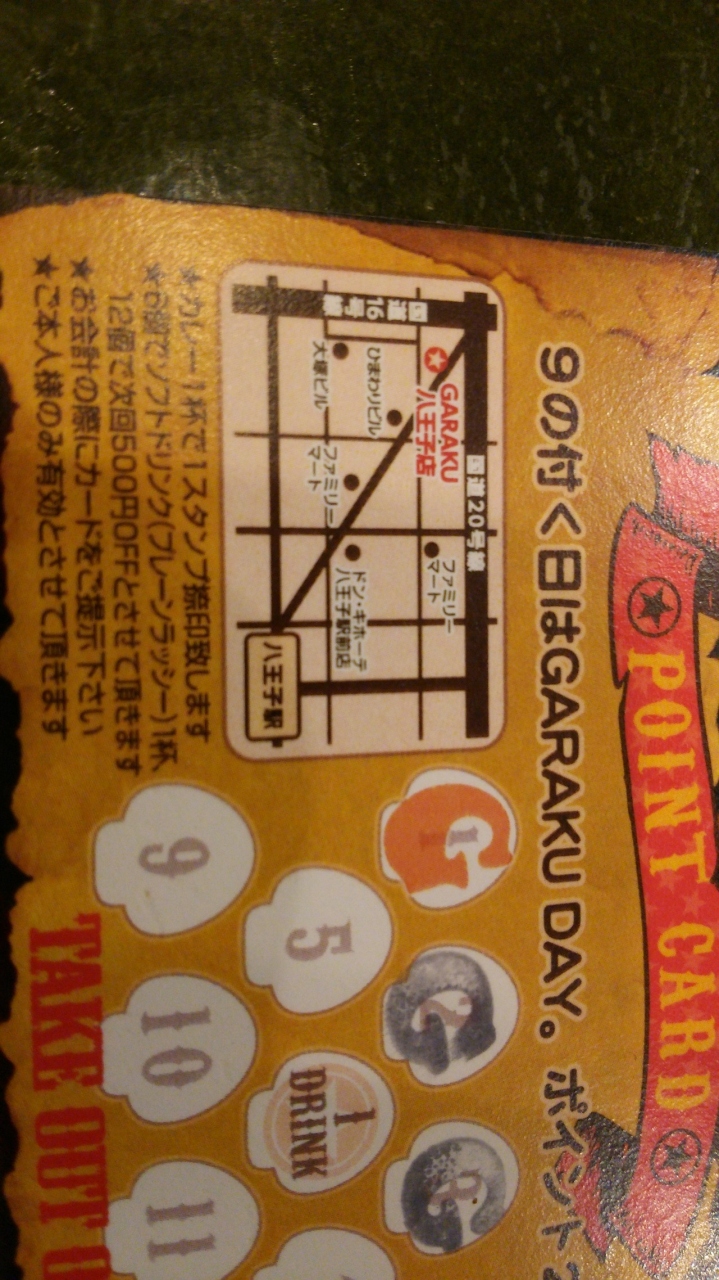 POINT CARD
9の付く日はGARAKU DAY。ポイント
国道16号線
国道20号線
GARAKU
八王子店
ひまわりビル
大塚ビル
ファミリー
マート
ファミリー
マート
ドン・キホーテ
八王子駅前店
八王子駅
★カレー1杯で1スタンプ捺印致します
★6個でソフトドリンク(プレーンラッシー)1杯、
12個で次回500円OFFとさせて頂きます
★お会計の際にカードをご提示下さい
★ご本人様のみ有効とさせて頂きます
1
G
2
G
G
5
1
DRINK
9
10
11
TAKE OUT